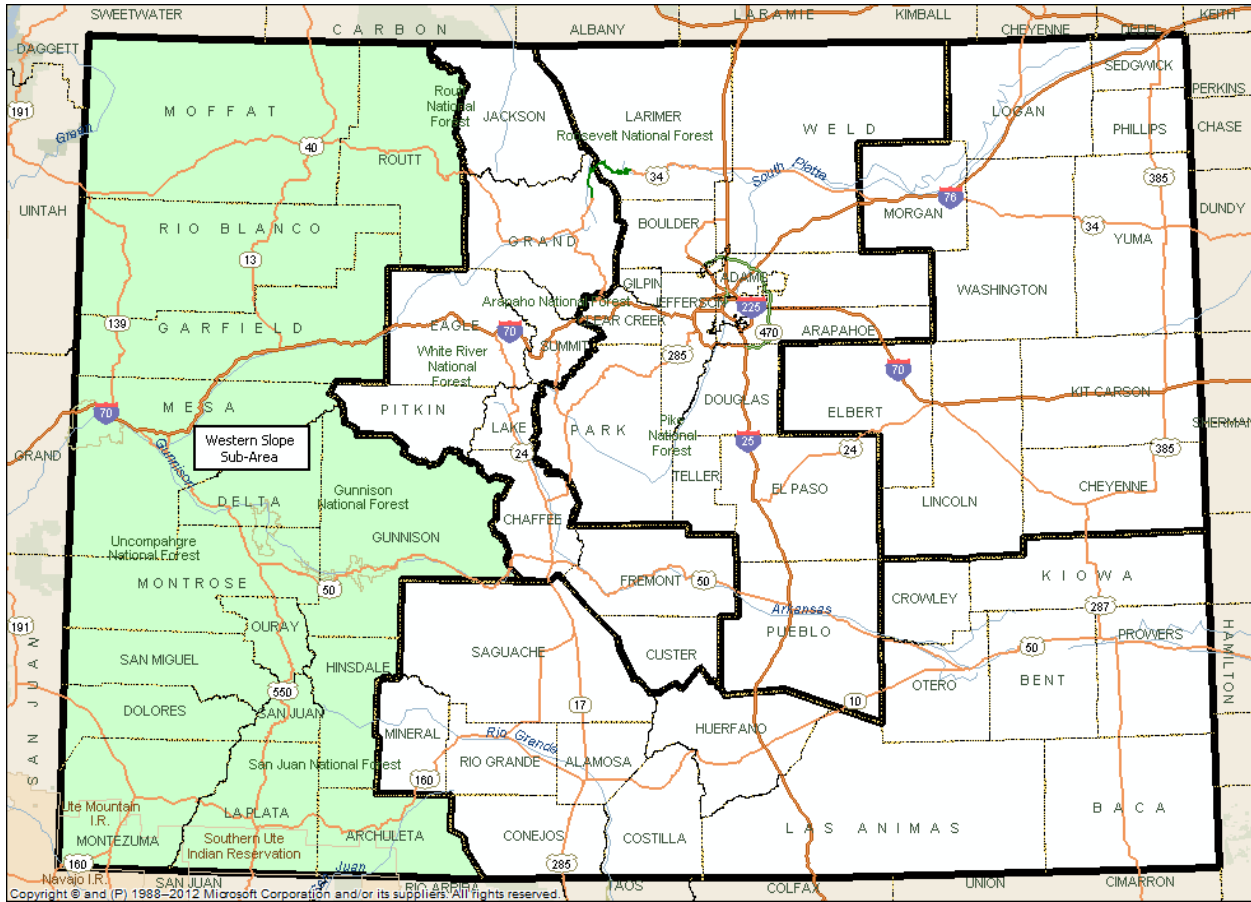 SWEETWATER
CARBON
ALBANY
LARAMIE
KIMBALL
CHEYENNE
DEUEL
KEITH
DAGGETT
SEDGWICK
PERKINS
MOFFAT
Routt
National
Forest
JACKSON
LARIMER
Roosevelt National Forest
WELD
LOGAN
PHILLIPS
CHASE
191
Green
40
ROUTT
34
South Platta
385
UINTAH
76
MORGAN
DUNDY
RIO BLANCO
BOULDER
34
YUMA
13
GRAND
GILPIN
ADAMS
WASHINGTON
139
GARFIELD
Arapaho National Forest
JEFFERSON
225
EAGLE
70
CLEAR CREEK
470
ARAPAHOE
White River
National
Forest
SUMMIT
285
70
MESA
PITKIN
DOUGLAS
ELBERT
KIT CARSON
70
LAKE
PARK
Pike
National
Forest
25
SHERMAN
GRAND
Gunnison
Western Slope
Sub-Area
24
24
385
TELLER
EL PASO
CHEYENNE
DELTA
Gunnison
National Forest
LINCOLN
CHAFFEE
Uncompahgre
National Forest
GUNNISON
MONTROSE
50
FREMONT
50
KIOWA
CROWLEY
287
191
Arkansas
OURAY
PUEBLO
PROWERS
SAN MIGUEL
HINSDALE
SAGUACHE
CUSTER
50
BENT
HAMILTON
SAN JUAN
550
OTERO
DOLORES
SAN JUAN
17
10
MINERAL
Rio Grande
HUERFANO
San Juan National Forest
160
RIO GRANDE
ALAMOSA
Ute Mountain
I.R.
LA PLATA
BACA
MONTEZUMA
Southern Ute
Indian Reservation
ARCHULETA
CONEJOS
COSTILLA
LAS ANIMAS
160
285
Navajo I.R.
SAN JUAN
San Juan
RIO ARRIBA
TAOS
COLFAX
UNION
CIMARRON
Copyright © and (P) 1988–2012 Microsoft Corporation and/or its suppliers. All rights reserved.